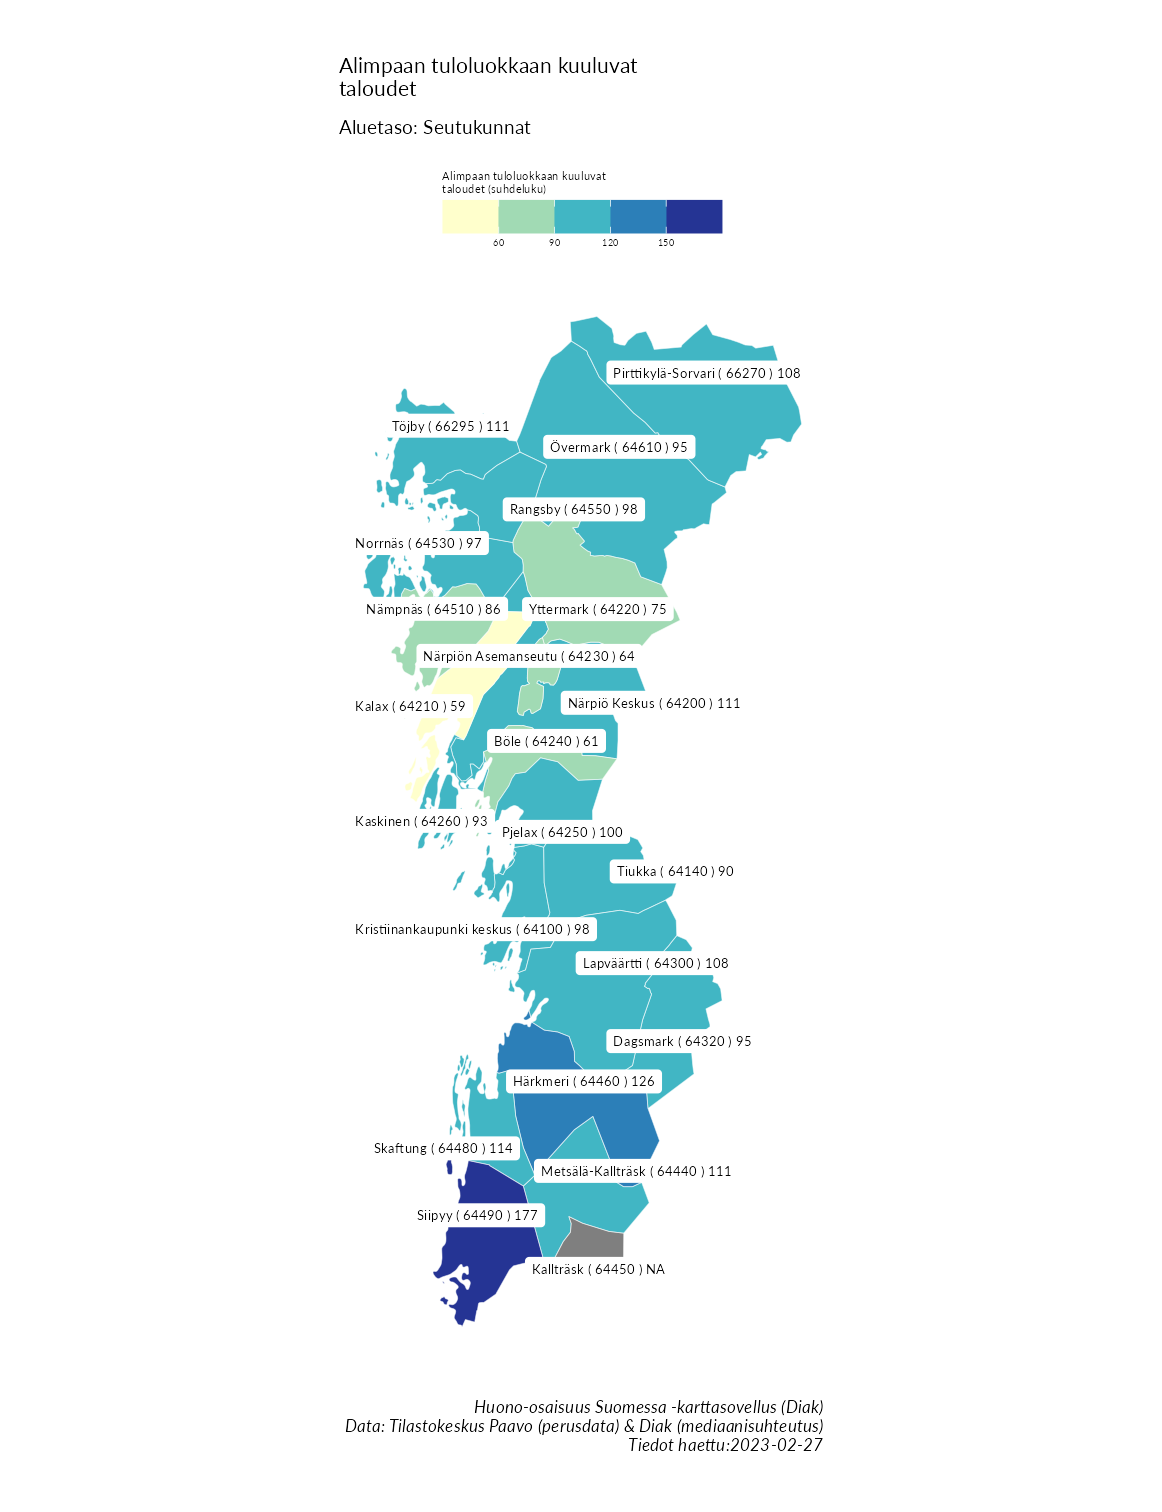 Alimpaan tuloluokkaan kuuluvat
taloudet
Aluetaso: Seutukunnat
Alimpaan tuloluokkaan kuuluvat
taloudet (suhdeluku)
60 90 120 150
Pirttikylä-Sorvari ( 66270 ) 108
Töjby ( 66295 ) 111
Övermark ( 64610 ) 95
Rangsby ( 64550 ) 98
Norrnäs ( 64530 ) 97
Nämpnäs ( 64510 ) 86
Yttermark ( 64220 ) 75
Närpiön Asemanseutu ( 64230 ) 64
Närpiö Keskus ( 64200 ) 111
Kalax ( 64210 ) 59
Böle ( 64240 ) 61
Kaskinen ( 64260 ) 93
Pjelax ( 64250 ) 100
Tiukka ( 64140 ) 90
Kristiinankaupunki keskus ( 64100 ) 98
Lapväärtti ( 64300 ) 108
Dagsmark ( 64320 ) 95
Härkmeri ( 64460 ) 126
Skaftung ( 64480 ) 114
Metsälä-Kallträsk ( 64440 ) 111
Siipyy ( 64490 ) 177
Kallträsk ( 64450 ) NA
Huono-osaisuus Suomessa -karttasovellus (Diak)
Data: Tilastokeskus Paavo (perusdata) & Diak (mediaanisuhteutus)
Tiedot haettu:2023-02-27